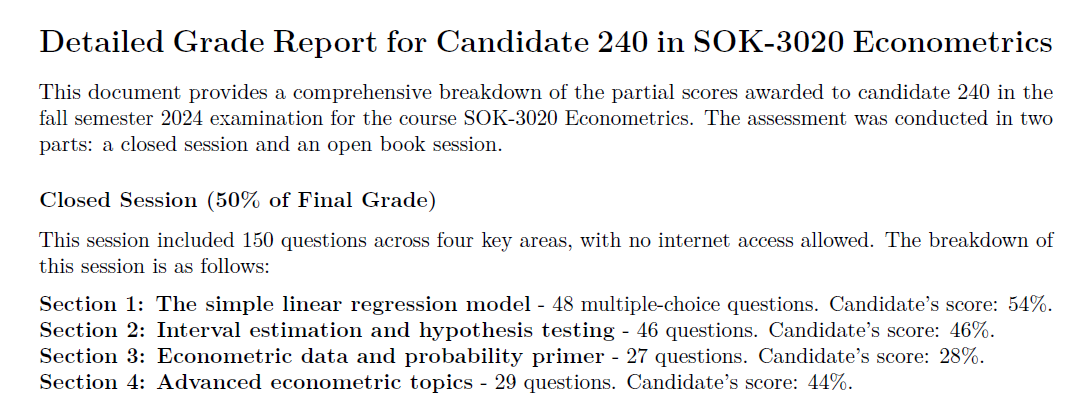 Detailed Grade Report for Candidate 240 in SOK-3020 Econometrics
This document provides a comprehensive breakdown of the partial scores awarded to candidate 240 in the
fall semester 2024 examination for the course SOK-3020 Econometrics. The assessment was conducted in two
parts: a closed session and an open book session.
Closed Session (50% of Final Grade)
This session included 150 questions across four key areas, with no internet access allowed. The breakdown of
this session is as follows:
Section 1: The simple linear regression model - 48 multiple-choice questions. Candidate's score: 54%.
Section 2: Interval estimation and hypothesis testing - 46 questions. Candidate's score: 46%.
Section 3: Econometric data and probability primer - 27 questions. Candidate's score: 28%.
Section 4: Advanced econometric topics - 29 questions. Candidate's score: 44%.